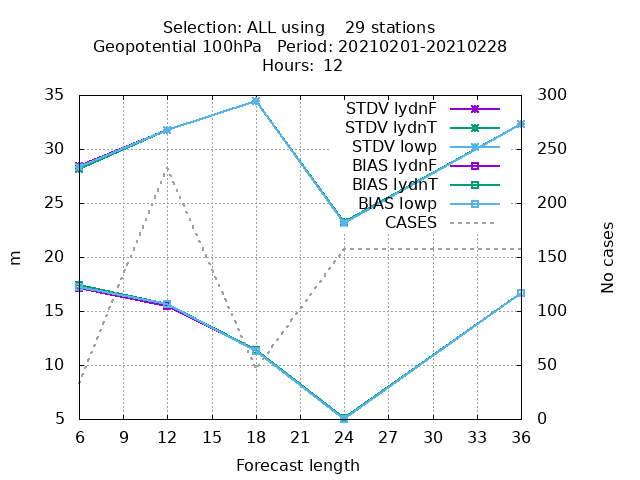 Selection: ALL using    29 stations
Geopotential 100hPa   Period: 20210201-20210228
Hours:  12
35
30
25
20
15
10
5
m
300
250
200
150
100
50
0
No cases
STDV lydnF
STDV lydnT
STDV lowp
BIAS lydnF
BIAS lydnT
BIAS lowp
CASES
6 9 12 15 18 21 24 27 30 33 36
Forecast length